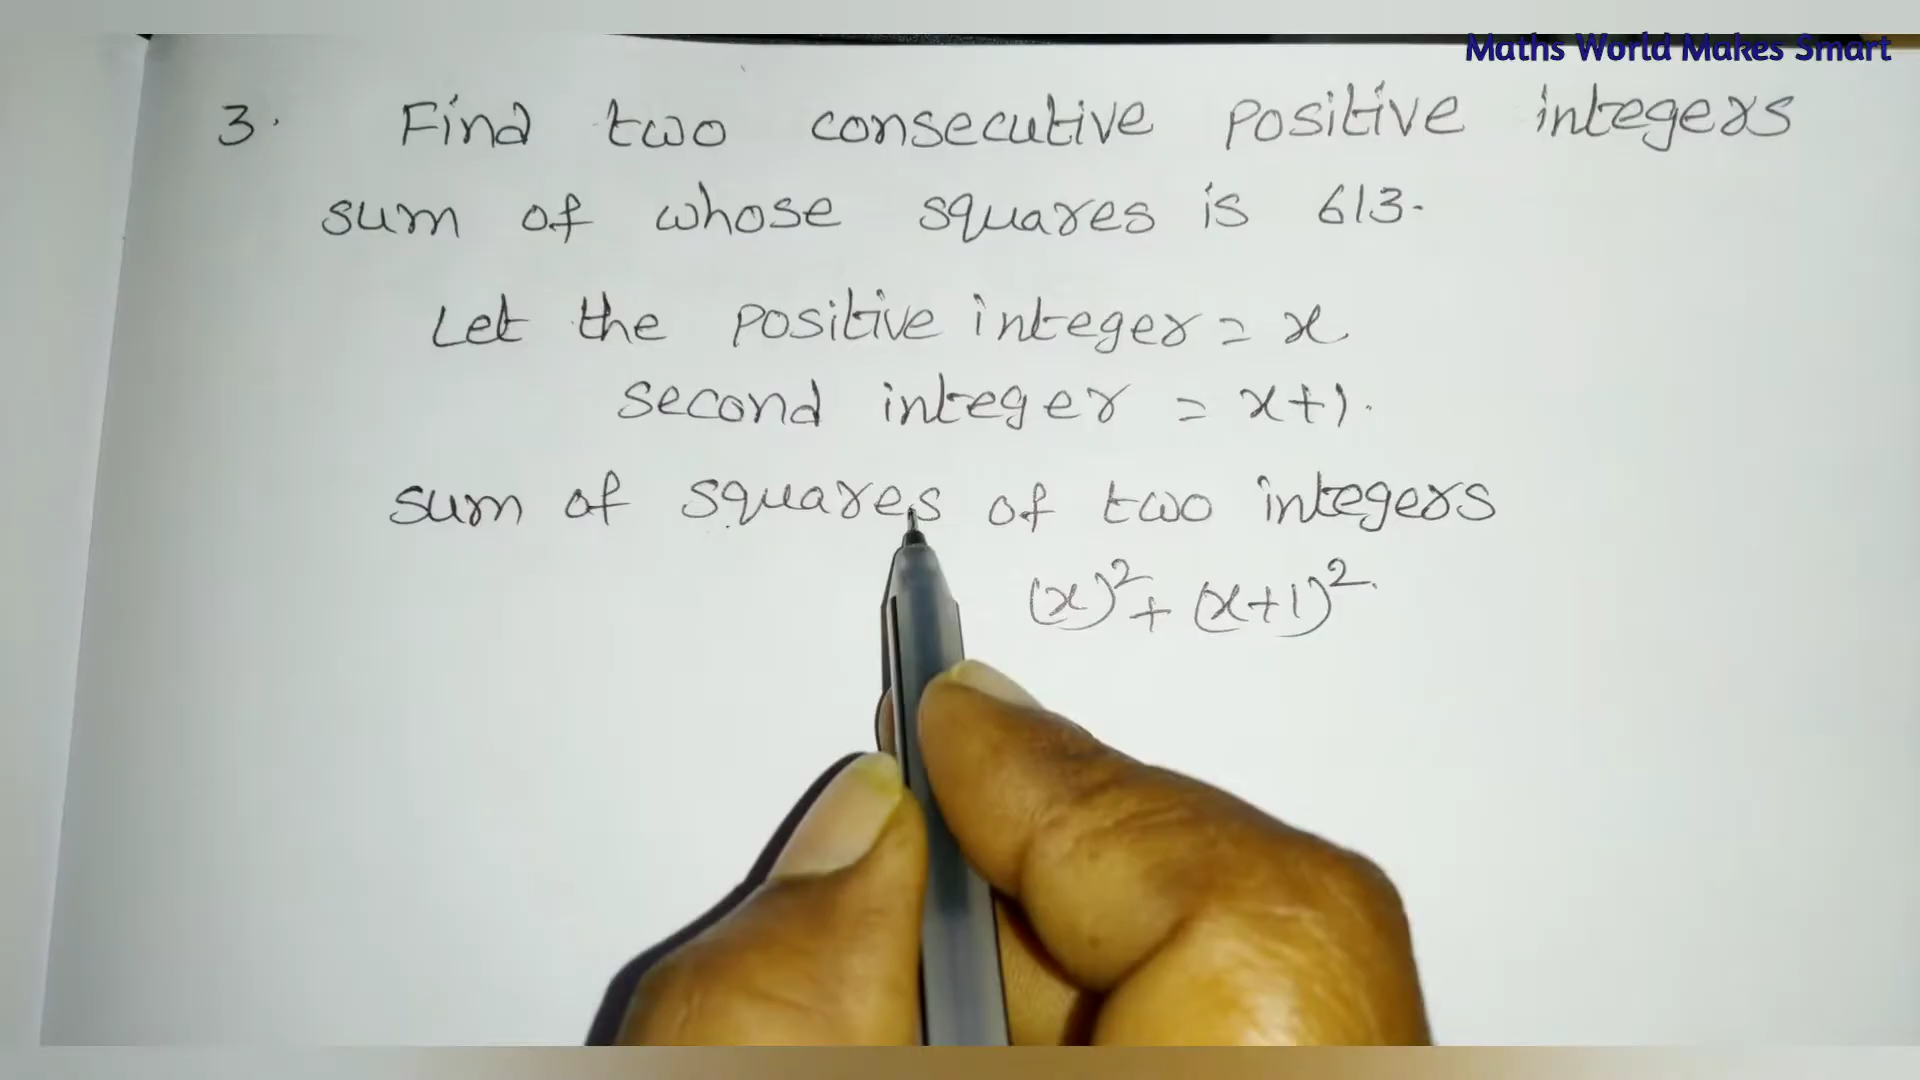 Maths World Makes Smart
3. Find two consecutive positive integers
sum of whose squares is 613.
Let the positive integer = x
second integer = x+1.
sum of squares of two integers
(x)² + (x+1)².